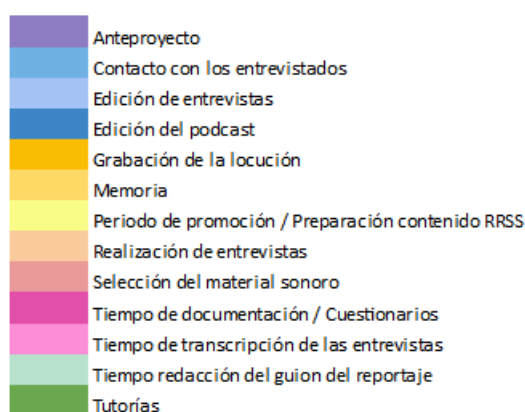 Anteproyecto
Contacto con los entrevistados
Edición de entrevistas
Edición del podcast
Grabación de la locución
Memoria
Periodo de promoción / Preparación contenido RRSS
Realización de entrevistas
Selección del material sonoro
Tiempo de documentación / Cuestionarios
Tiempo de transcripción de las entrevistas
Tiempo redacción del guion del reportaje
Tutorías